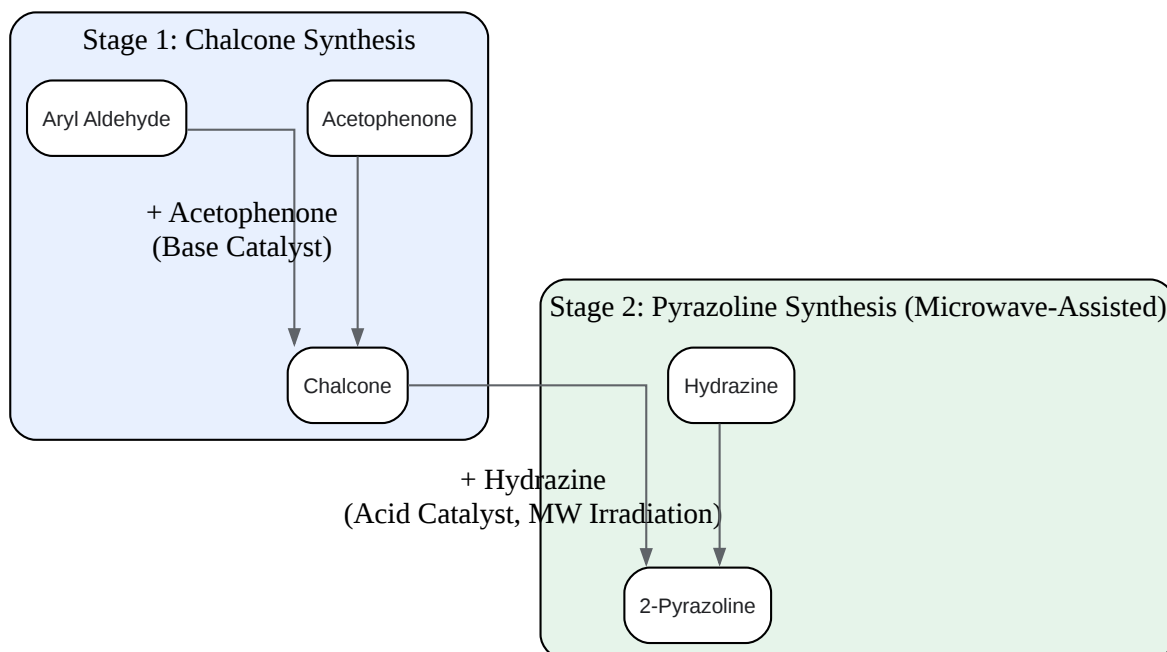 Stage 1: Chalcone Synthesis
Aryl Aldehyde
Acetophenone
+ Acetophenone
(Base Catalyst)
Chalcone
Stage 2: Pyrazoline Synthesis (Microwave-Assisted)
Hydrazine
+ Hydrazine
(Acid Catalyst, MW Irradiation)
2-Pyrazoline